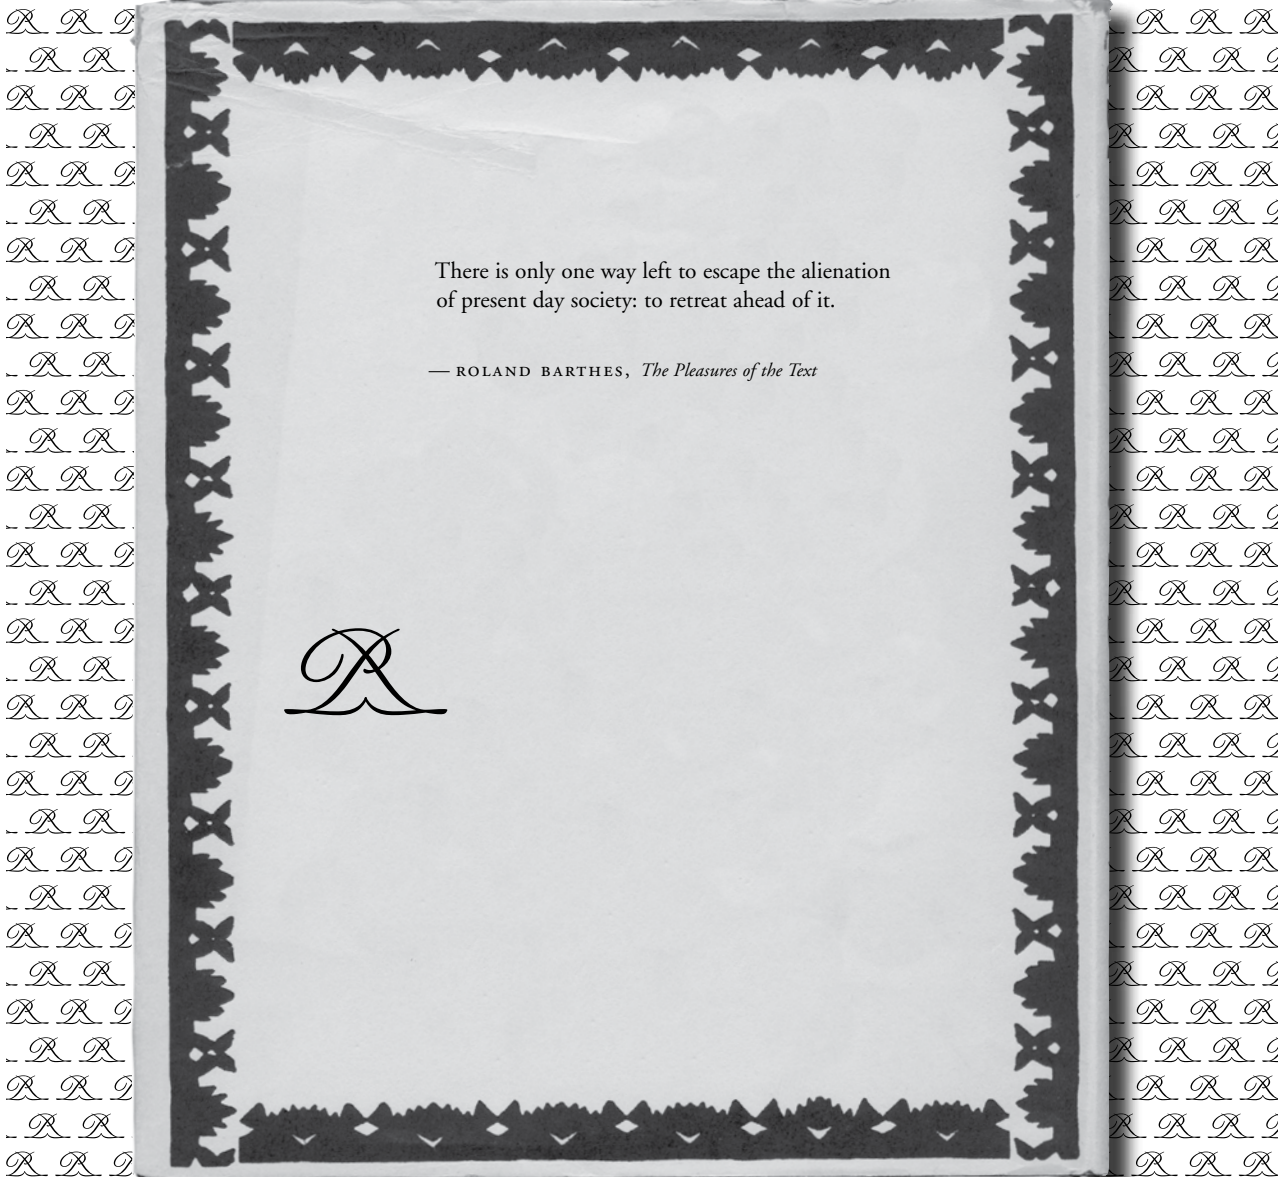 There is only one way left to escape the alienation
of present day society: to retreat ahead of it.
— ROLAND BARTHES, The Pleasures of the Text
R